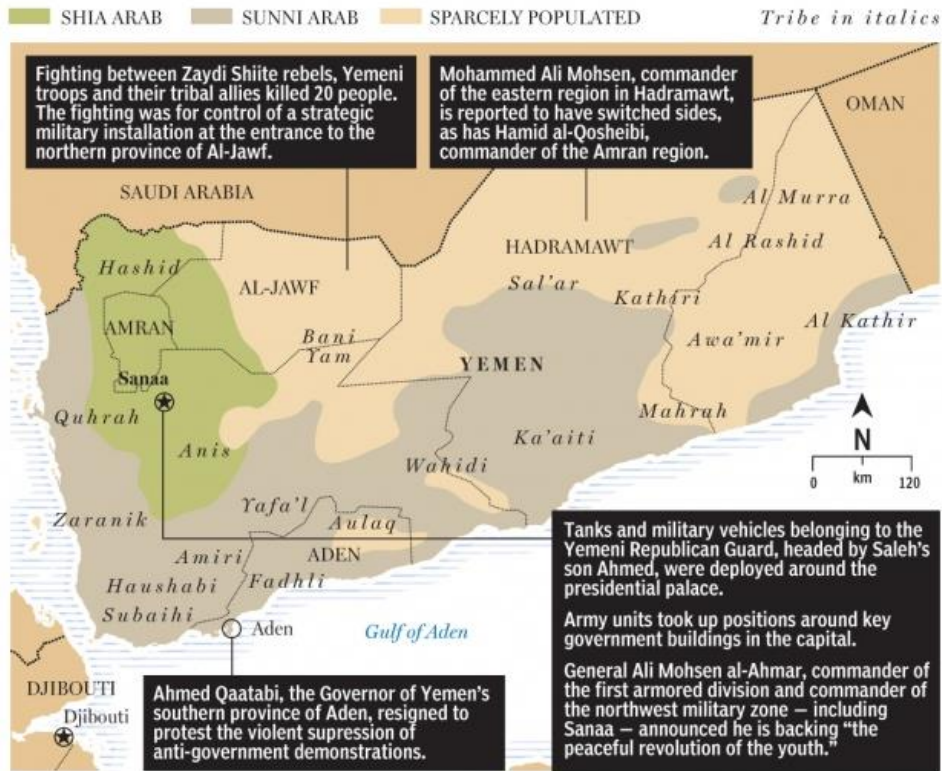 SHIA ARAB
SUNNI ARAB
SPARCELY POPULATED
Tribe in italics
Fighting between Zaydi Shiite rebels, Yemeni
troops and their tribal allies killed 20 people.
The fighting was for control of a strategic
military installation at the entrance to the
northern province of Al-Jawf.
Mohammed Ali Mohsen, commander
of the eastern region in Hadramawt,
is reported to have switched sides,
as has Hamid al-Qosheibi,
commander of the Amran region.
OMAN
SAUDI ARABIA
Al Murra
HADRAMAWT
Al Rashid
Hashid
AL-JAWF
Sal'ar
Kathiri
AMRAN
Bani
Yam
Awa'mir
Al Kathir
YEMEN
Sanaa
Quhrah
Mahrah
Anis
Ka'aiti
Wahidi
N
0 km 120
Zaranik
Yafa'l
Aulaq
Amiri
ADEN
Haushabi
Fadhli
Subaihi
Aden
Gulf of Aden
Tanks and military vehicles belonging to the
Yemeni Republican Guard, headed by Saleh's
son Ahmed, were deployed around the
presidential palace.
Army units took up positions around key
government buildings in the capital.
General Ali Mohsen al-Ahmar, commander of
the first armored division and commander of
the northwest military zone — including
Sanaa — announced he is backing “the
peaceful revolution of the youth.”
DJIBOUTI
Djibouti
Ahmed Qaatabi, the Governor of Yemen's
southern province of Aden, resigned to
protest the violent supression of
anti-government demonstrations.